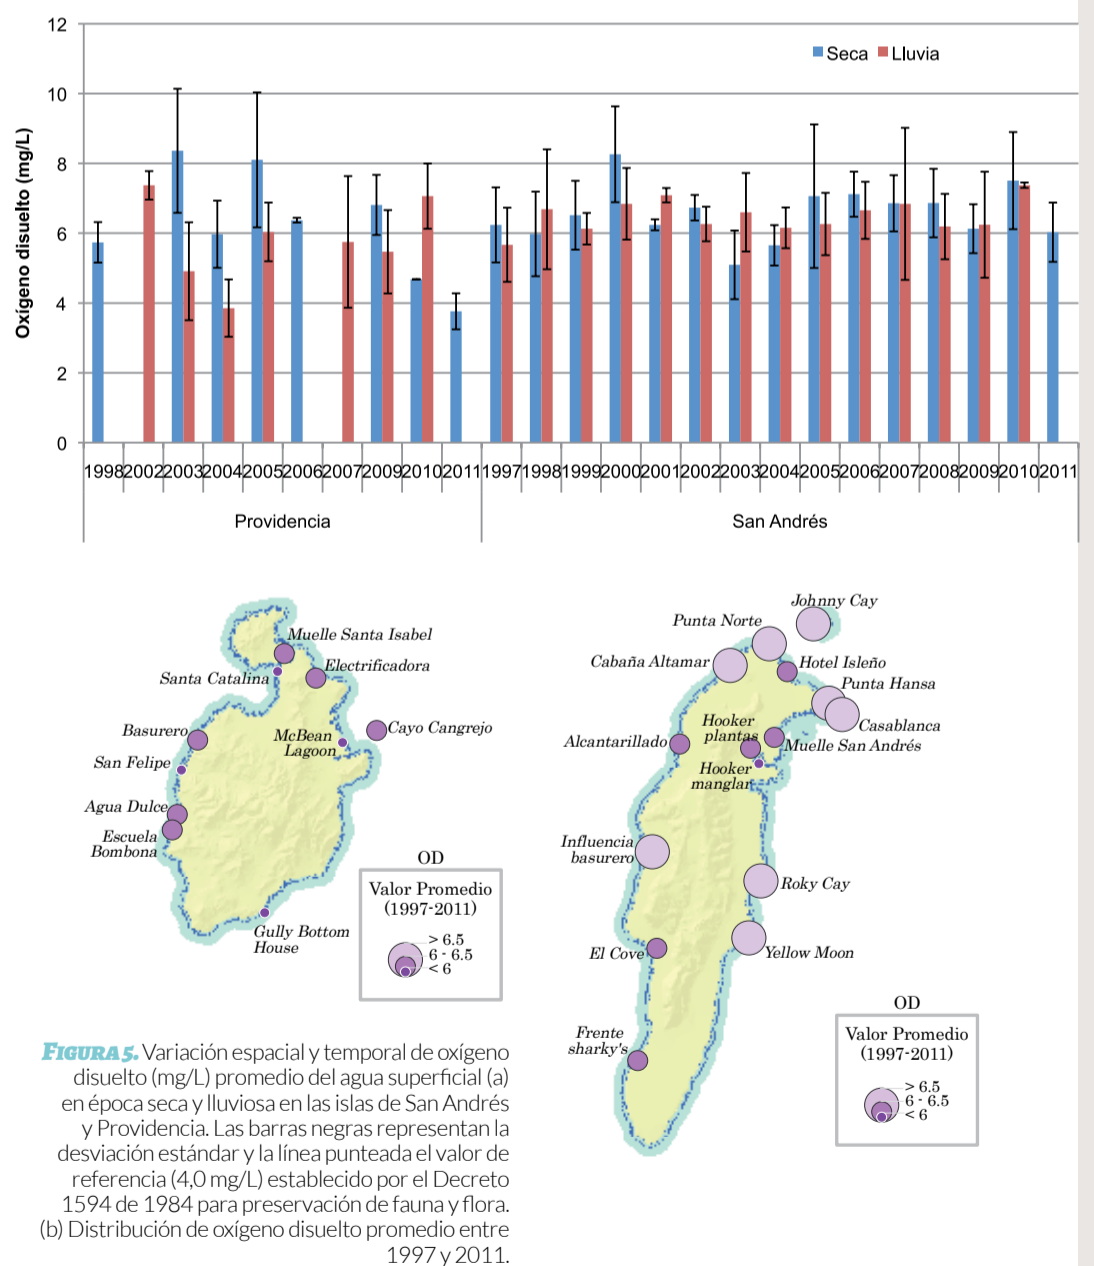 12
Seca Lluvia
10
8
6
4
2
0
Oxígeno disuelto (mg/L)
1998 2002 2003 2004 2005 2006 2007 2009 2010 2011 1997 1998 1999 2000 2001 2002 2003 2004 2005 2006 2007 2008 2009 2010 2011
Providencia San Andrés
Muelle Santa Isabel
Electrificadora
Santa Catalina
Basurero
McBean
Lagoon
Cayo Cangrejo
San Felipe
Agua Dulce
Escuela
Bombona
Gully Bottom
House
OD
Valor Promedio
(1997-2011)
> 6.5
6 - 6.5
< 6
Johnny Cay
Punta Norte
Cabaña Altamar
Hotel Isleño
Punta Hansa
Casablanca
Hooker
plantas
Alcantarillado
Muelle San Andrés
Hooker
manglar
Influencia
basurero
Roky Cay
El Cove
Yellow Moon
Frente
sharky's
OD
Valor Promedio
(1997-2011)
> 6.5
6 - 6.5
< 6
FIGURA 5. Variación espacial y temporal de oxígeno
disuelto (mg/L) promedio del agua superficial (a)
en época seca y lluviosa en las islas de San Andrés
y Providencia. Las barras negras representan la
desviación estándar y la línea punteada el valor de
referencia (4,0 mg/L) establecido por el Decreto
1594 de 1984 para preservación de fauna y flora.
(b) Distribución de oxígeno disuelto promedio entre
1997 y 2011.